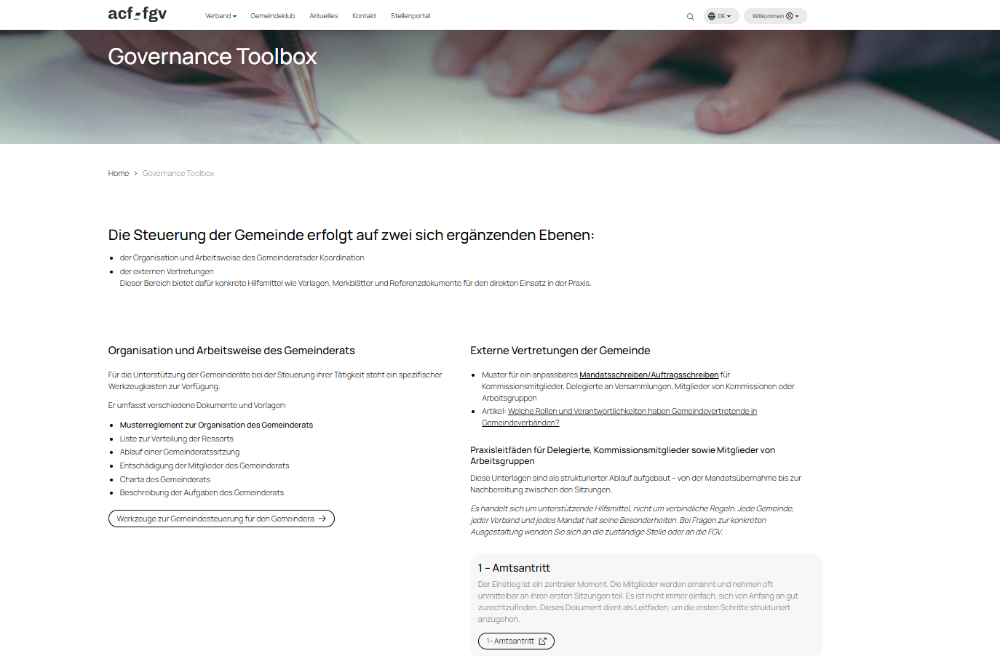 acf-fgv
Verband
Gemeindeklub
Aktuelles
Kontakt
Stellenportal
DE
Willkommen
Governance Toolbox
Home > Governance Toolbox
Die Steuerung der Gemeinde erfolgt auf zwei sich ergänzenden Ebenen:
• der Organisation und Arbeitsweise des Gemeinderatsder Koordination
• der externen Vertretungen
Dieser Bereich bietet dafür konkrete Hilfsmittel wie Vorlagen, Merkblätter und Referenzdokumente für den direkten Einsatz in der Praxis.
Organisation und Arbeitsweise des Gemeinderats
Für die Unterstützung der Gemeinderäte bei der Steuerung ihrer Tätigkeit steht ein spezifischer
Werkzeugkasten zur Verfügung.
Er umfasst verschiedene Dokumente und Vorlagen:
• Musterreglement zur Organisation des Gemeinderats
• Liste zur Verteilung der Ressorts
• Ablauf einer Gemeinderatssitzung
• Entschädigung der Mitglieder des Gemeinderats
• Charta des Gemeinderats
• Beschreibung der Aufgaben des Gemeinderats
Werkzeuge zur Gemeindesteuerung für den Gemeindera →
Externe Vertretungen der Gemeinde
• Muster für ein anpassbares Mandatsschreiben/Auftragsschreiben für
Kommissionsmitglieder, Delegierte an Versammlungen, Mitglieder von Kommissionen oder
Arbeitsgruppen
• Artikel: Welche Rollen und Verantwortlichkeiten haben Gemeindevertretende in
Gemeindeverbänden?
Praxisleitfäden für Delegierte, Kommissionsmitglieder sowie Mitglieder von
Arbeitsgruppen
Diese Unterlagen sind als strukturierter Ablauf aufgebaut – von der Mandatsübernahme bis zur
Nachbereitung zwischen den Sitzungen.
Es handelt sich um unterstützende Hilfsmittel, nicht um verbindliche Regeln. Jede Gemeinde,
jeder Verband und jedes Mandat hat seine Besonderheiten. Bei Fragen zur konkreten
Ausgestaltung wenden Sie sich an die zuständige Stelle oder an die FGV.
1 – Amtsantritt
Der Einstieg ist ein zentraler Moment. Die Mitglieder werden ernannt und nehmen oft
unmittelbar an ihren ersten Sitzungen teil. Es ist nicht immer einfach, sich von Anfang an gut
zurechtzufinden. Dieses Dokument dient als Leitfaden, um die ersten Schritte strukturiert
anzugehen.
1- Amtsantritt